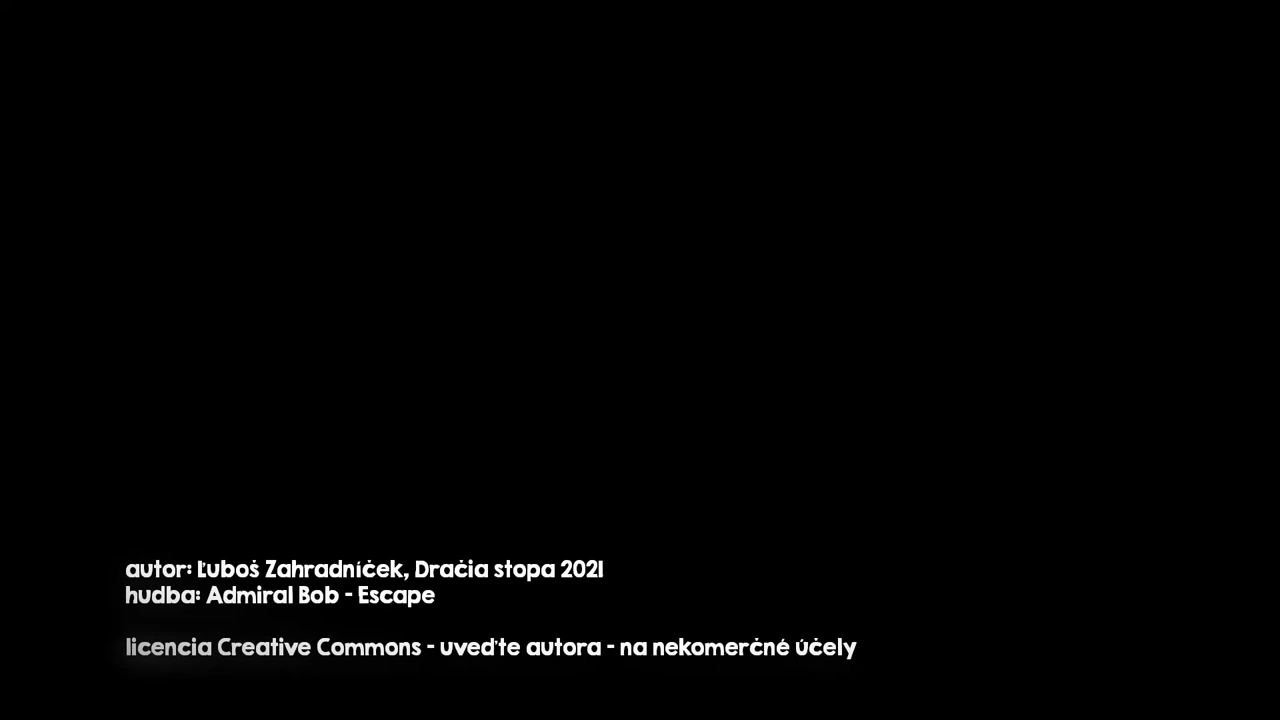 autor: Ľuboš Zahradníček, Dračia stopa 2021
hudba: Admiral Bob - Escape
licencia Creative Commons - uveďte autora - na nekomerčné účely